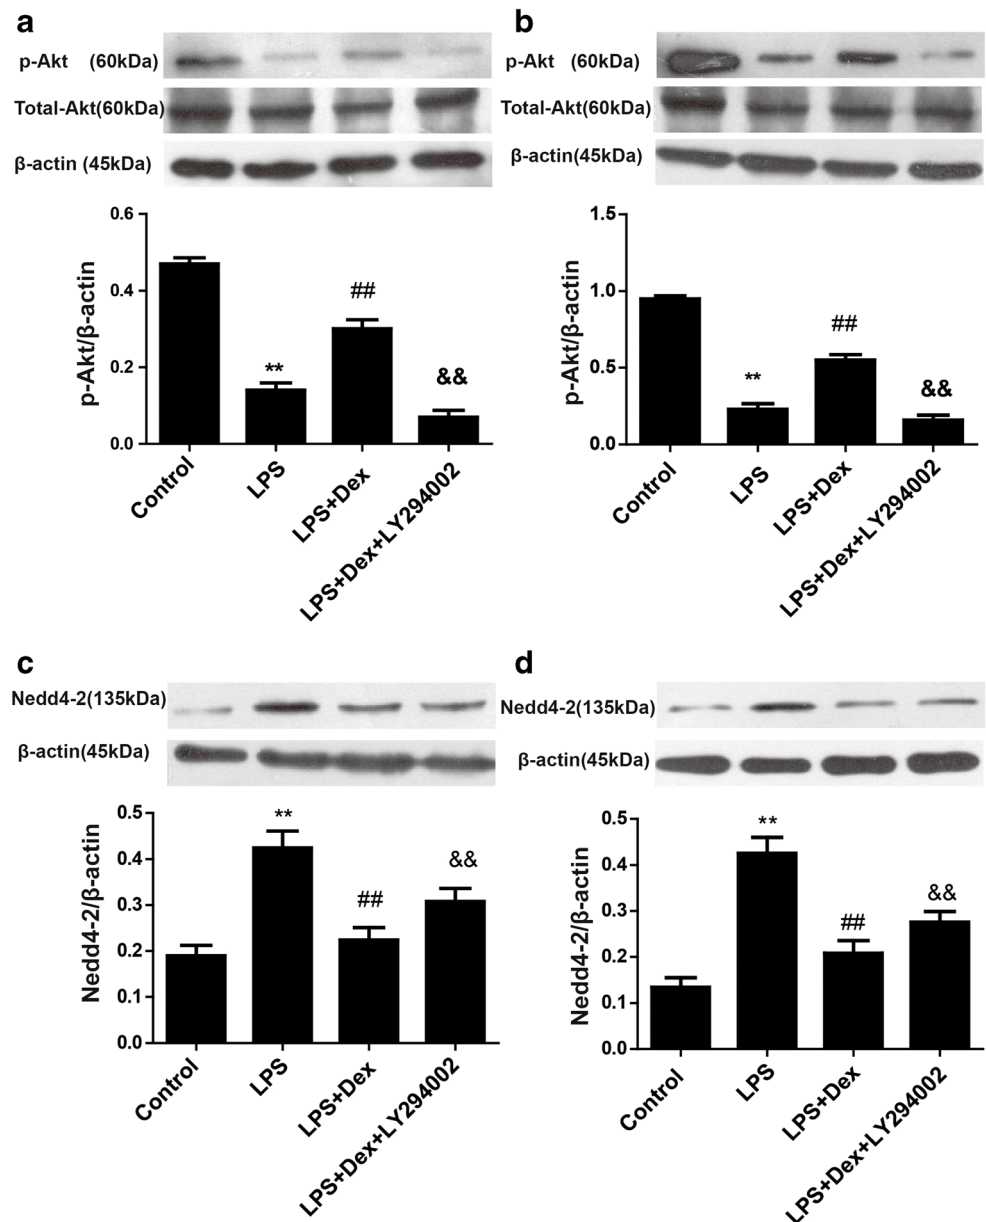 a
p-Akt (60kDa)
Total-Akt(60kDa)
β-actin (45kDa)
p-Akt/β-actin
0.6
0.4
0.2
0.0
**
##
&&
Control
LPS
LPS+Dex
LPS+Dex+LY294002
b
p-Akt (60kDa)
Total-Akt(60kDa)
β-actin(45kDa)
p-Akt/β-actin
1.5
1.0
0.5
0.0
**
##
&&
Control
LPS
LPS+Dex
LPS+Dex+LY294002
c
Nedd4-2(135kDa)
β-actin(45kDa)
Nedd4-2/β-actin
0.5
0.4
0.3
0.2
0.1
0.0
**
##
&&
Control
LPS
LPS+Dex
LPS+Dex+LY294002
d
Nedd4-2(135kDa)
β-actin(45kDa)
Nedd4-2/β-actin
0.5
0.4
0.3
0.2
0.1
0.0
**
##
&&
Control
LPS
LPS+Dex
LPS+Dex+LY294002